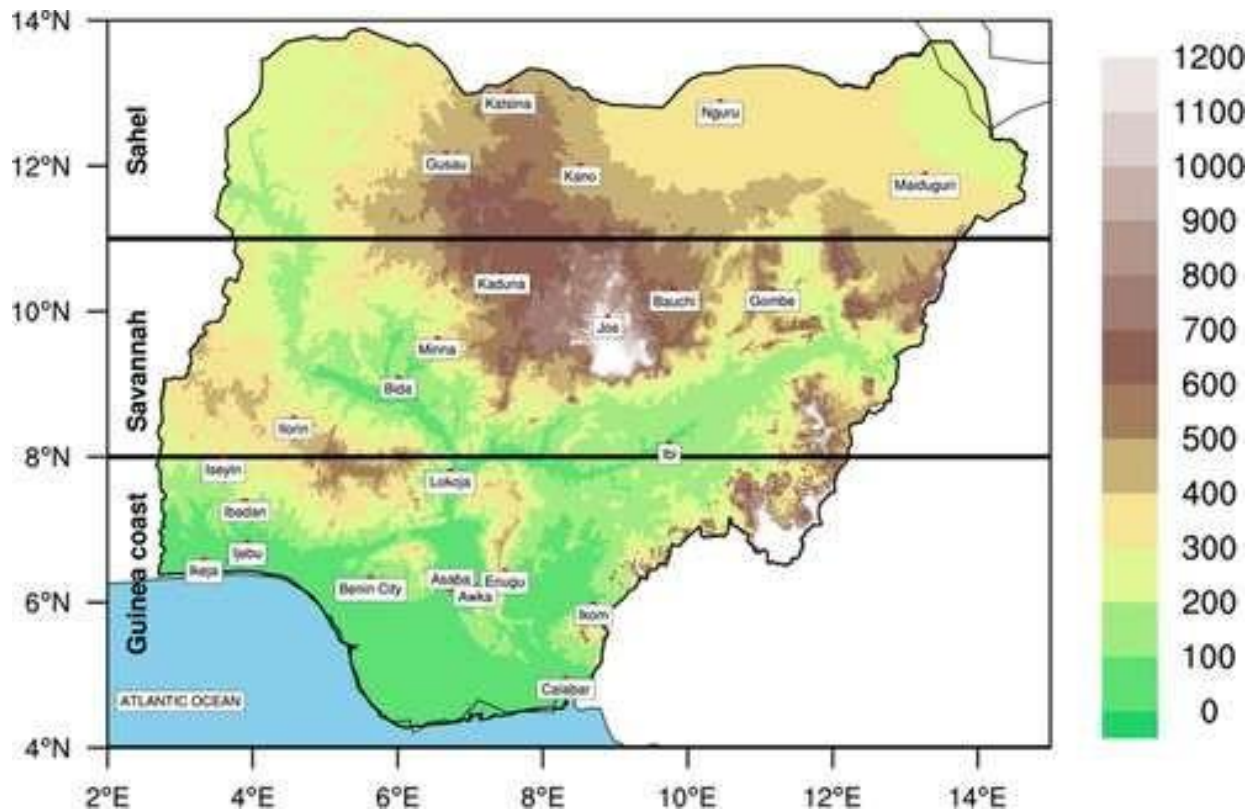 14°N
12°N
10°N
8°N
6°N
4°N
2°E
4°E
6°E
8°E
10°E
12°E
14°E
Sahel
Savannah
Guinea coast
Katsina
Nguru
Gusau
Kano
Maiduguri
Kaduna
Bauchi
Gombe
Jos
Minna
Bida
Ilorin
Ibi
Iseyin
Lokoja
Ibadan
Ijebu
Ikeja
Benin City
Asaba
Enugu
Awka
Ikom
Calabar
ATLANTIC OCEAN
1200
1100
1000
900
800
700
600
500
400
300
200
100
0